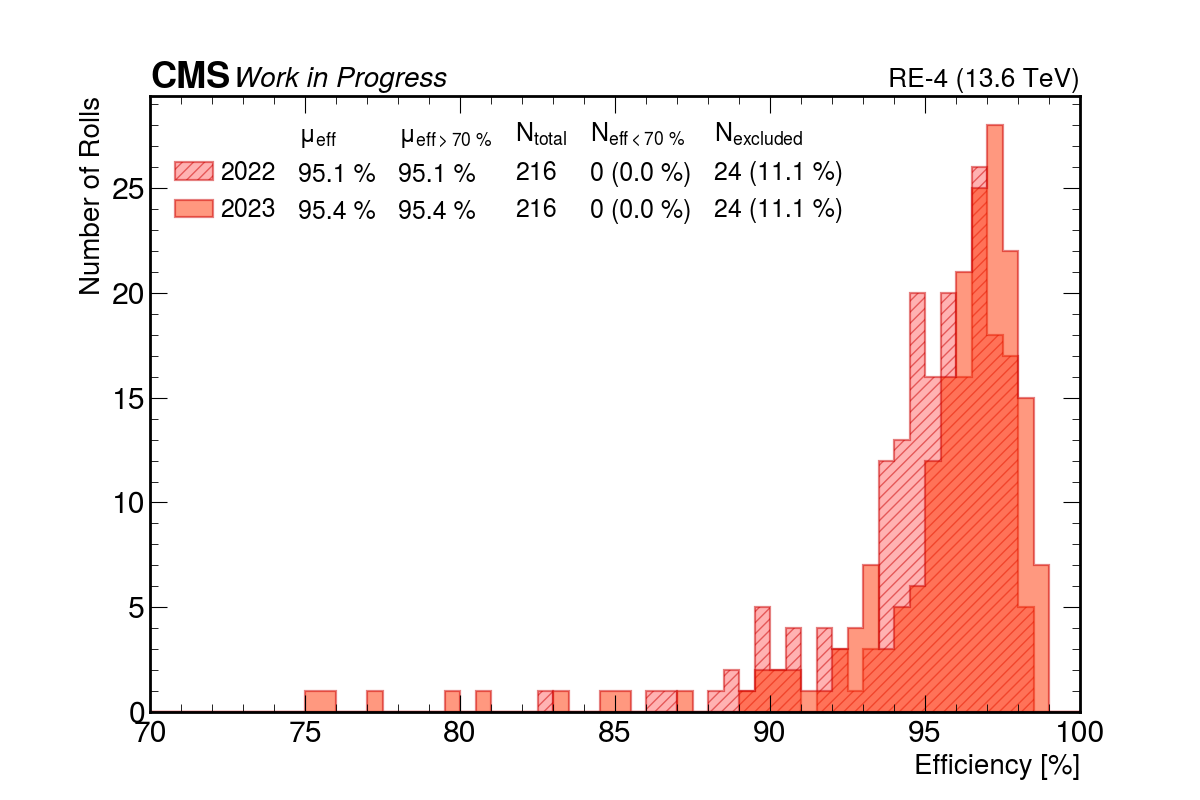 CMS Work in Progress RE-4 (13.6 TeV)
Number of Rolls
μeff μeff > 70 % Ntotal Neff < 70 % Nexcluded
2022 95.1 % 95.1 % 216 0 (0.0 %) 24 (11.1 %)
2023 95.4 % 95.4 % 216 0 (0.0 %) 24 (11.1 %)
25
20
15
10
5
0
70 75 80 85 90 95 100
Efficiency [%]